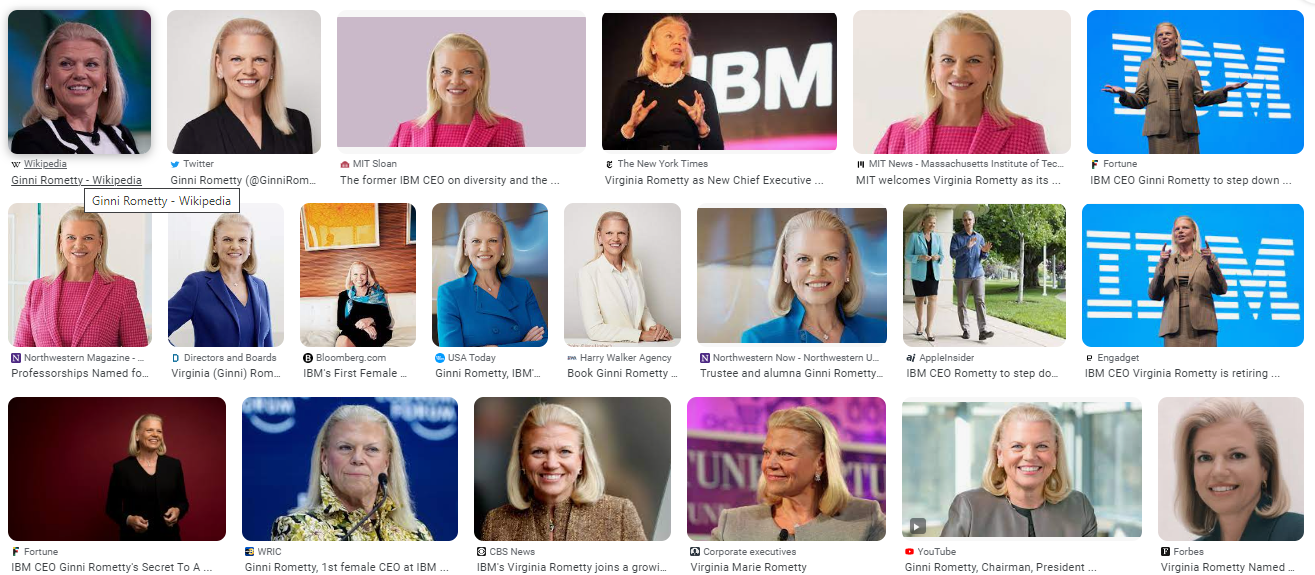 IBM
IBM
Wikipedia
Twitter
MIT Sloan
The New York Times
MIT News - Massachusetts Institute of Tec...
Fortune
Ginni Rometty - Wikipedia
Ginni Rometty (@GinniRom...
The former IBM CEO on diversity and the ...
Virginia Rometty as New Chief Executive ...
MIT welcomes Virginia Rometty as its ...
IBM CEO Ginni Rometty to step down ...
Ginni Rometty - Wikipedia
IBM
Northwestern Magazine - ...
Directors and Boards
Bloomberg.com
USA Today
Harry Walker Agency
Northwestern Now - Northwestern U...
AppleInsider
Engadget
Professorships Named fo...
Virginia (Ginni) Rom...
IBM's First Female ...
Ginni Rometty, IBM'...
Book Ginni Rometty ...
Trustee and alumna Ginni Rometty...
IBM CEO Rometty to step do...
IBM CEO Virginia Rometty is retiring ...
FORUM
Fortune
WRIC
CBS News
Corporate executives
YouTube
Forbes
IBM CEO Ginni Rometty's Secret To A ...
Ginni Rometty, 1st female CEO at IBM ...
IBM's Virginia Rometty joins a growi...
Virginia Marie Rometty
Ginni Rometty, Chairman, President ...
Virginia Rometty Named ...